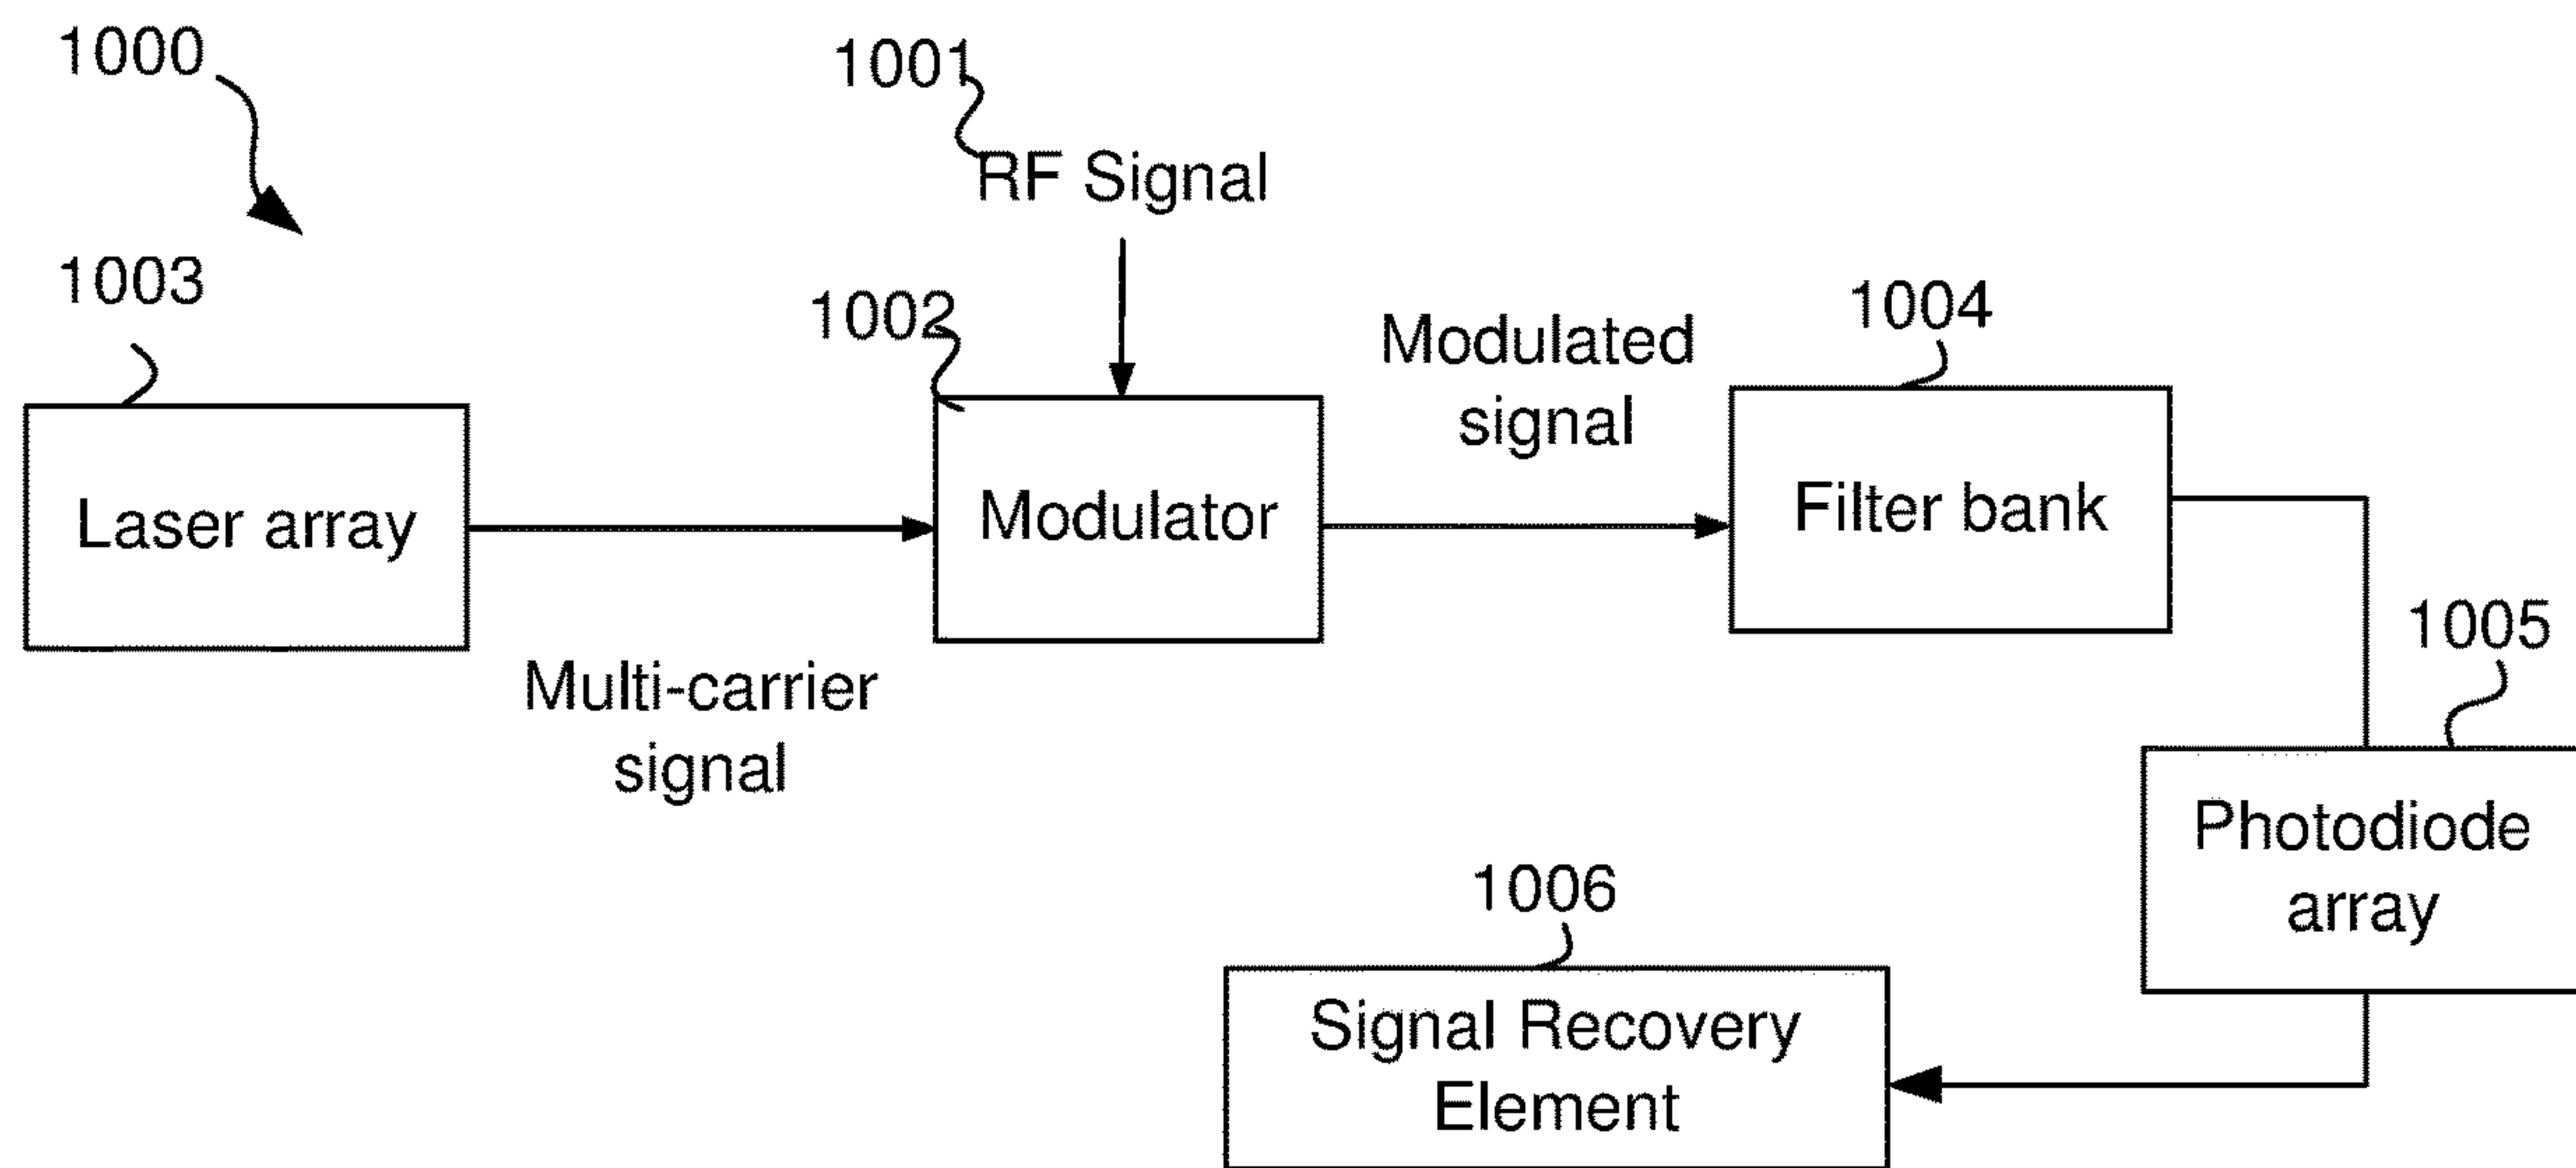 1000
1001
RF Signal
1003
1002
Modulated
signal
1004
Laser array
Modulator
Filter bank
Multi-carrier
signal
1005
Photodiode
array
1006
Signal Recovery
Element